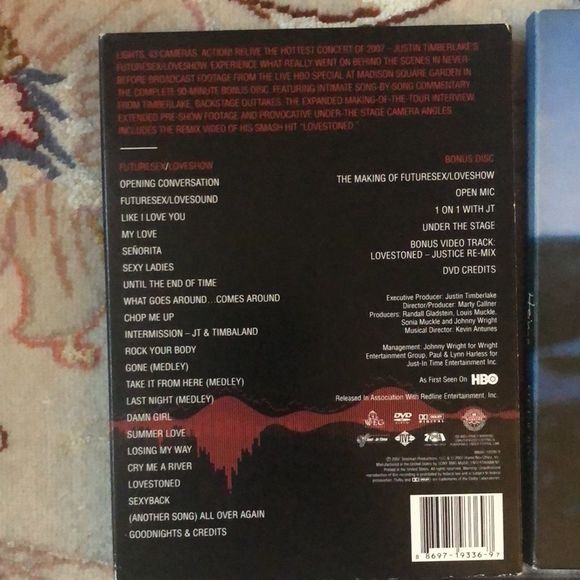 LIGHTS, 43 CAMERAS, ACTION! RELIVE THE HOTTEST CONCERT OF 2007 - JUSTIN TIMBERLAKE'S
FUTURESEX/LOVESHOW. EXPERIENCE WHAT REALLY WENT ON BEHIND THE SCENES IN NEVER-
BEFORE BROADCAST FOOTAGE FROM THE LIVE HBO SPECIAL AT MADISON SQUARE GARDEN IN
THE COMPLETE 90-MINUTE BONUS DISC, FEATURING INTIMATE SONG-BY-SONG COMMENTARY
FROM TIMBERLAKE, BACKSTAGE OUTTAKES, THE EXPANDED MAKING-OF-THE-TOUR INTERVIEW,
EXTENDED PRE-SHOW FOOTAGE AND PROVOCATIVE UNDER-THE-STAGE CAMERA ANGLES.
INCLUDES THE REMIX VIDEO OF HIS SMASH HIT "LOVESTONED."
FUTURESEX/LOVESHOW
OPENING CONVERSATION
FUTURESEX/LOVESOUND
LIKE I LOVE YOU
MY LOVE
SEÑORITA
SEXY LADIES
UNTIL THE END OF TIME
WHAT GOES AROUND...COMES AROUND
CHOP ME UP
INTERMISSION – JT & TIMBALAND
ROCK YOUR BODY
GONE (MEDLEY)
TAKE IT FROM HERE (MEDLEY)
LAST NIGHT (MEDLEY)
DAMN GIRL
SUMMER LOVE
LOSING MY WAY
CRY ME A RIVER
LOVESTONED
SEXYBACK
(ANOTHER SONG) ALL OVER AGAIN
GOODNIGHTS & CREDITS
BONUS DISC
THE MAKING OF FUTURESEX/LOVESHOW
OPEN MIC
1 ON 1 WITH JT
UNDER THE STAGE
BONUS VIDEO TRACK:
LOVESTONED – JUSTICE RE-MIX
DVD CREDITS
Executive Producer: Justin Timberlake
Director/Producer: Marty Callner
Producers: Randall Gladstein, Louis Muckle,
Sonia Muckle and Johnny Wright
Musical Director: Kevin Antunes
Management: Johnny Wright for Wright
Entertainment Group, Paul & Lynn Harless for
Just-In Time Entertainment Inc.
As First Seen On HBO
Released In Association With Redline Entertainment, Inc.
WEG DVD DOLBY DIGITAL
JIVE
8 8697-19336-9 7